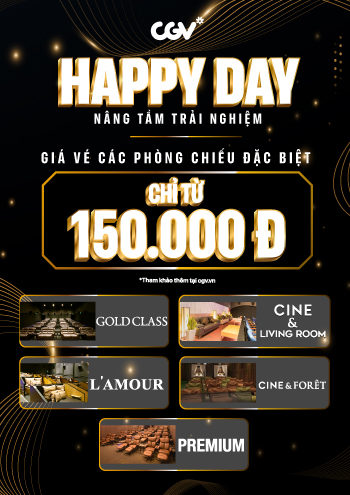 CGV*
HAPPY DAY
NÂNG TẦM TRẢI NGHIỆM
GIÁ VÉ CÁC PHÒNG CHIẾU ĐẶC BIỆT
CHỈ TỪ
150.000 Đ
*Tham khảo thêm tại cgv.vn
GOLD CLASS
CINE
&
LIVING ROOM
L'AMOUR
CINE & FORÊT
PREMIUM